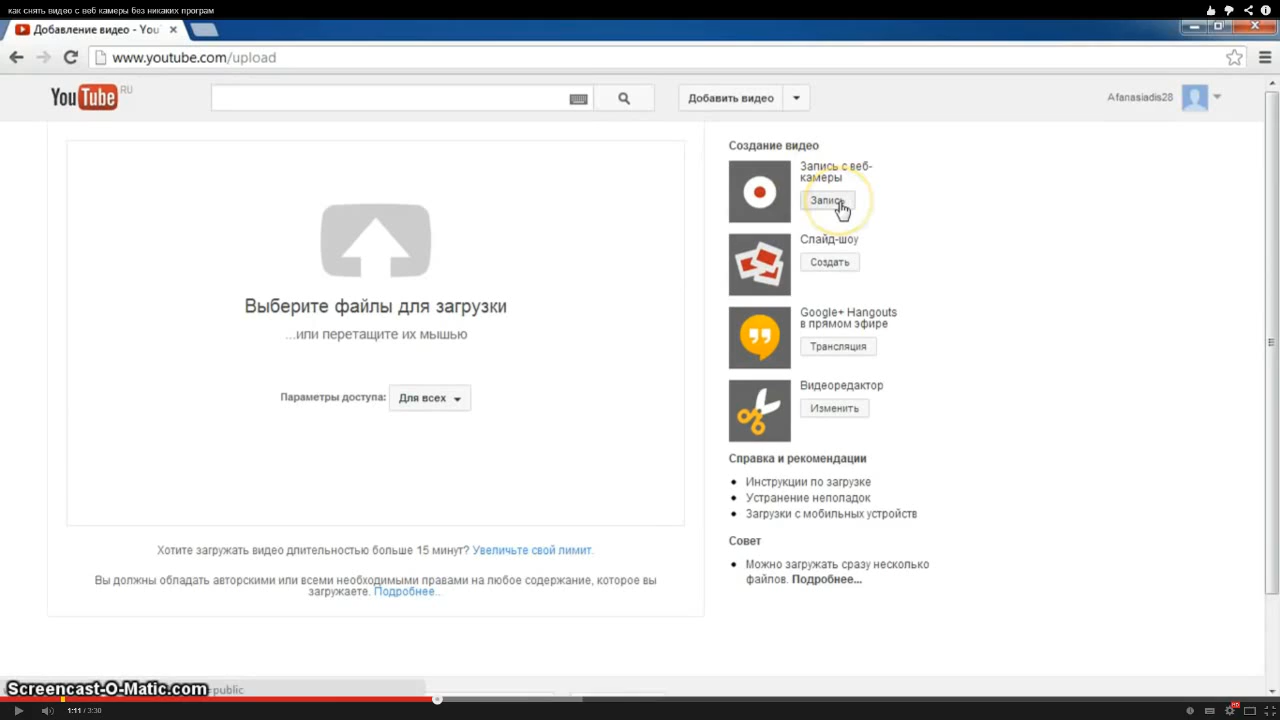 как снять видео с веб камеры без никаких програм
Добавление видео - You
www.youtube.com/upload
YouTube RU
Добавить видео
Afanasiadis28
Создание видео
Запись с веб-
камеры
Запись
Слайд-шоу
Создать
Google+ Hangouts
в прямом эфире
Трансляция
Видеоредактор
Изменить
Выберите файлы для загрузки
...или перетащите их мышью
Параметры доступа: Для всех
Справка и рекомендации
Инструкции по загрузке
Устранение неполадок
Загрузки с мобильных устройств
Совет
Можно загружать сразу несколько
файлов. Подробнее...
Хотите загружать видео длительностью больше 15 минут? Увеличьте свой лимит.
Вы должны обладать авторскими или всеми необходимыми правами на любое содержание, которое вы
загружаете. Подробнее...
Screencast-O-Matic.com
=public
1:11 / 3:30
HD